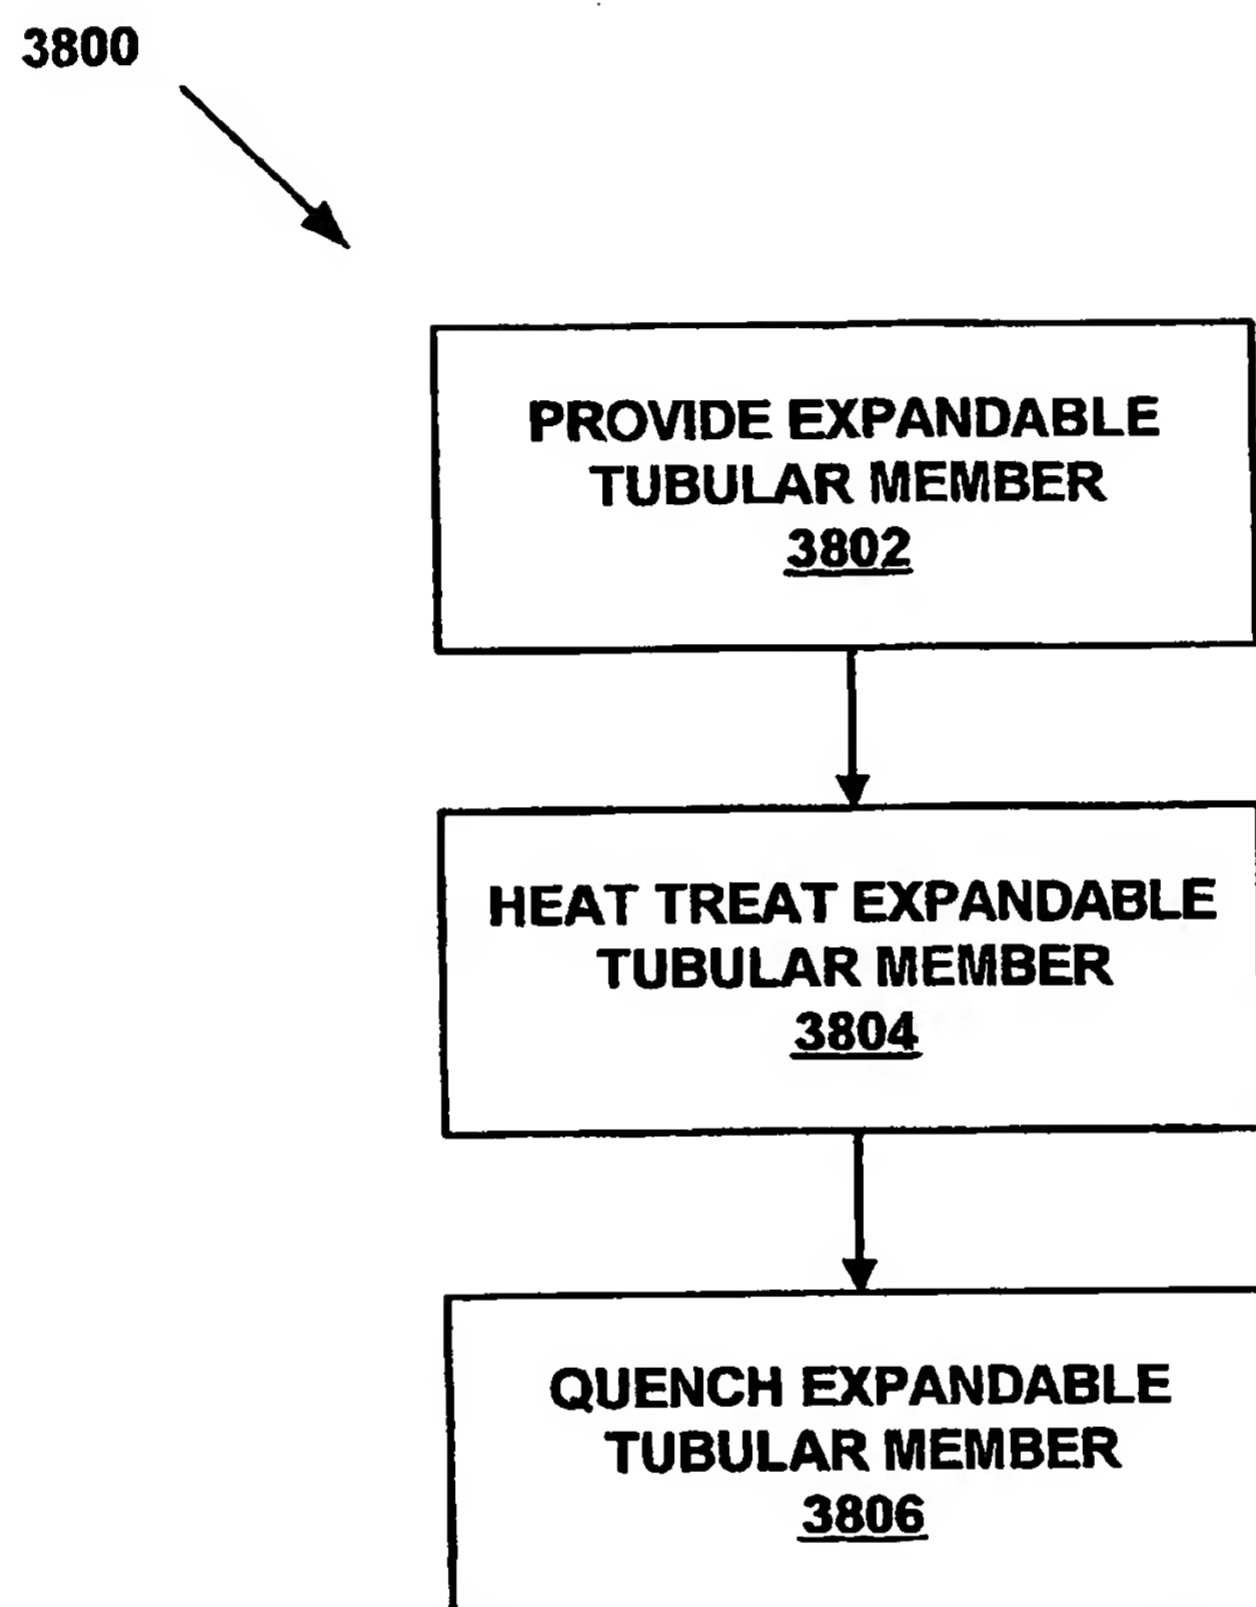 3800
PROVIDE EXPANDABLE
TUBULAR MEMBER
3802
HEAT TREAT EXPANDABLE
TUBULAR MEMBER
3804
QUENCH EXPANDABLE
TUBULAR MEMBER
3806